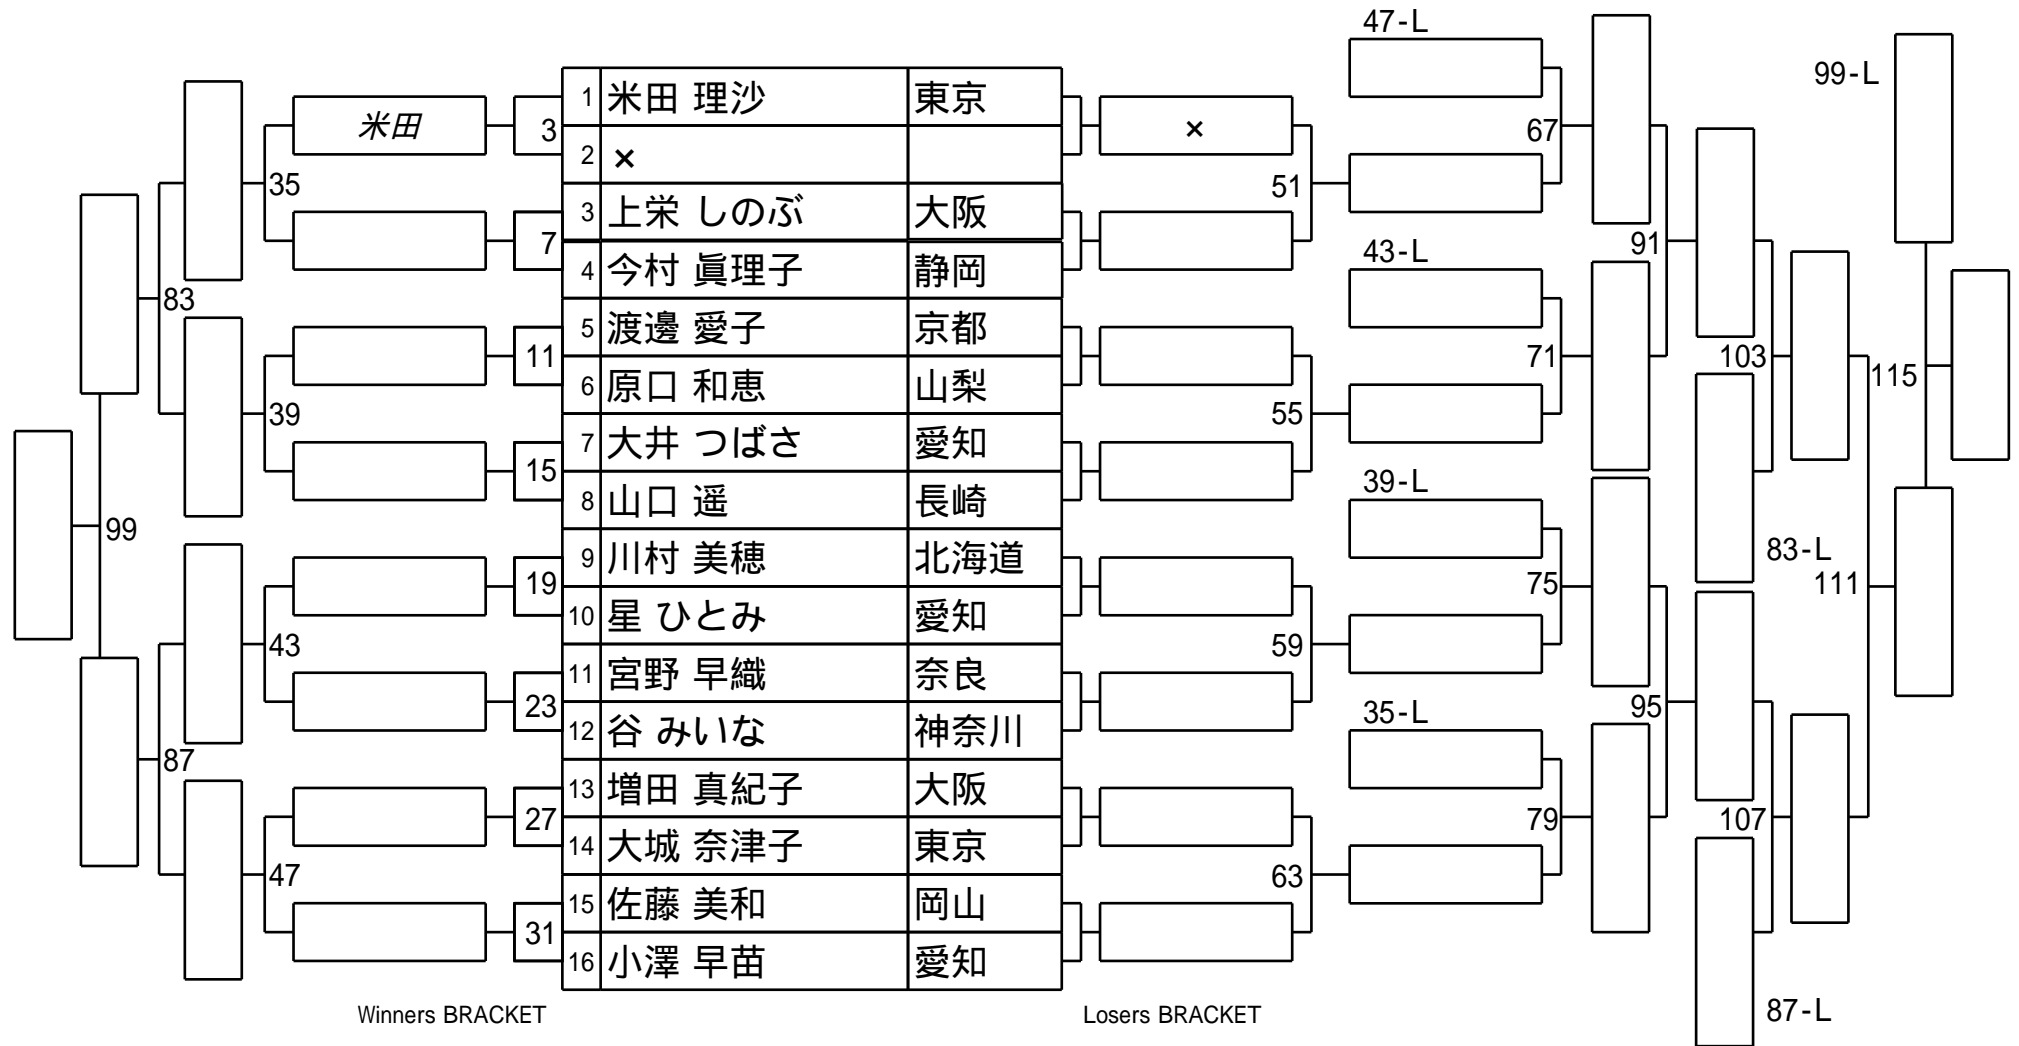 47-L
99-L
1 米田 理沙 東京
米田 3 × 67
2 ×
35 51
3 上栄 しのぶ 大阪
7 91
43-L
4 今村 眞理子 静岡
83
5 渡邊 愛子 京都
11 71 103
115
6 原口 和恵 山梨
39 55
7 大井 つばさ 愛知
15
39-L
8 山口 遥 長崎
99
83-L
9 川村 美穂 北海道
19 75 111
10 星 ひとみ 愛知
43 59
11 宮野 早織 奈良
23 95
35-L
12 谷 みいな 神奈川
87
13 増田 真紀子 大阪
27 79 107
14 大城 奈津子 東京
47 63
15 佐藤 美和 岡山
31
16 小澤 早苗 愛知
Winners BRACKET Losers BRACKET
87-L